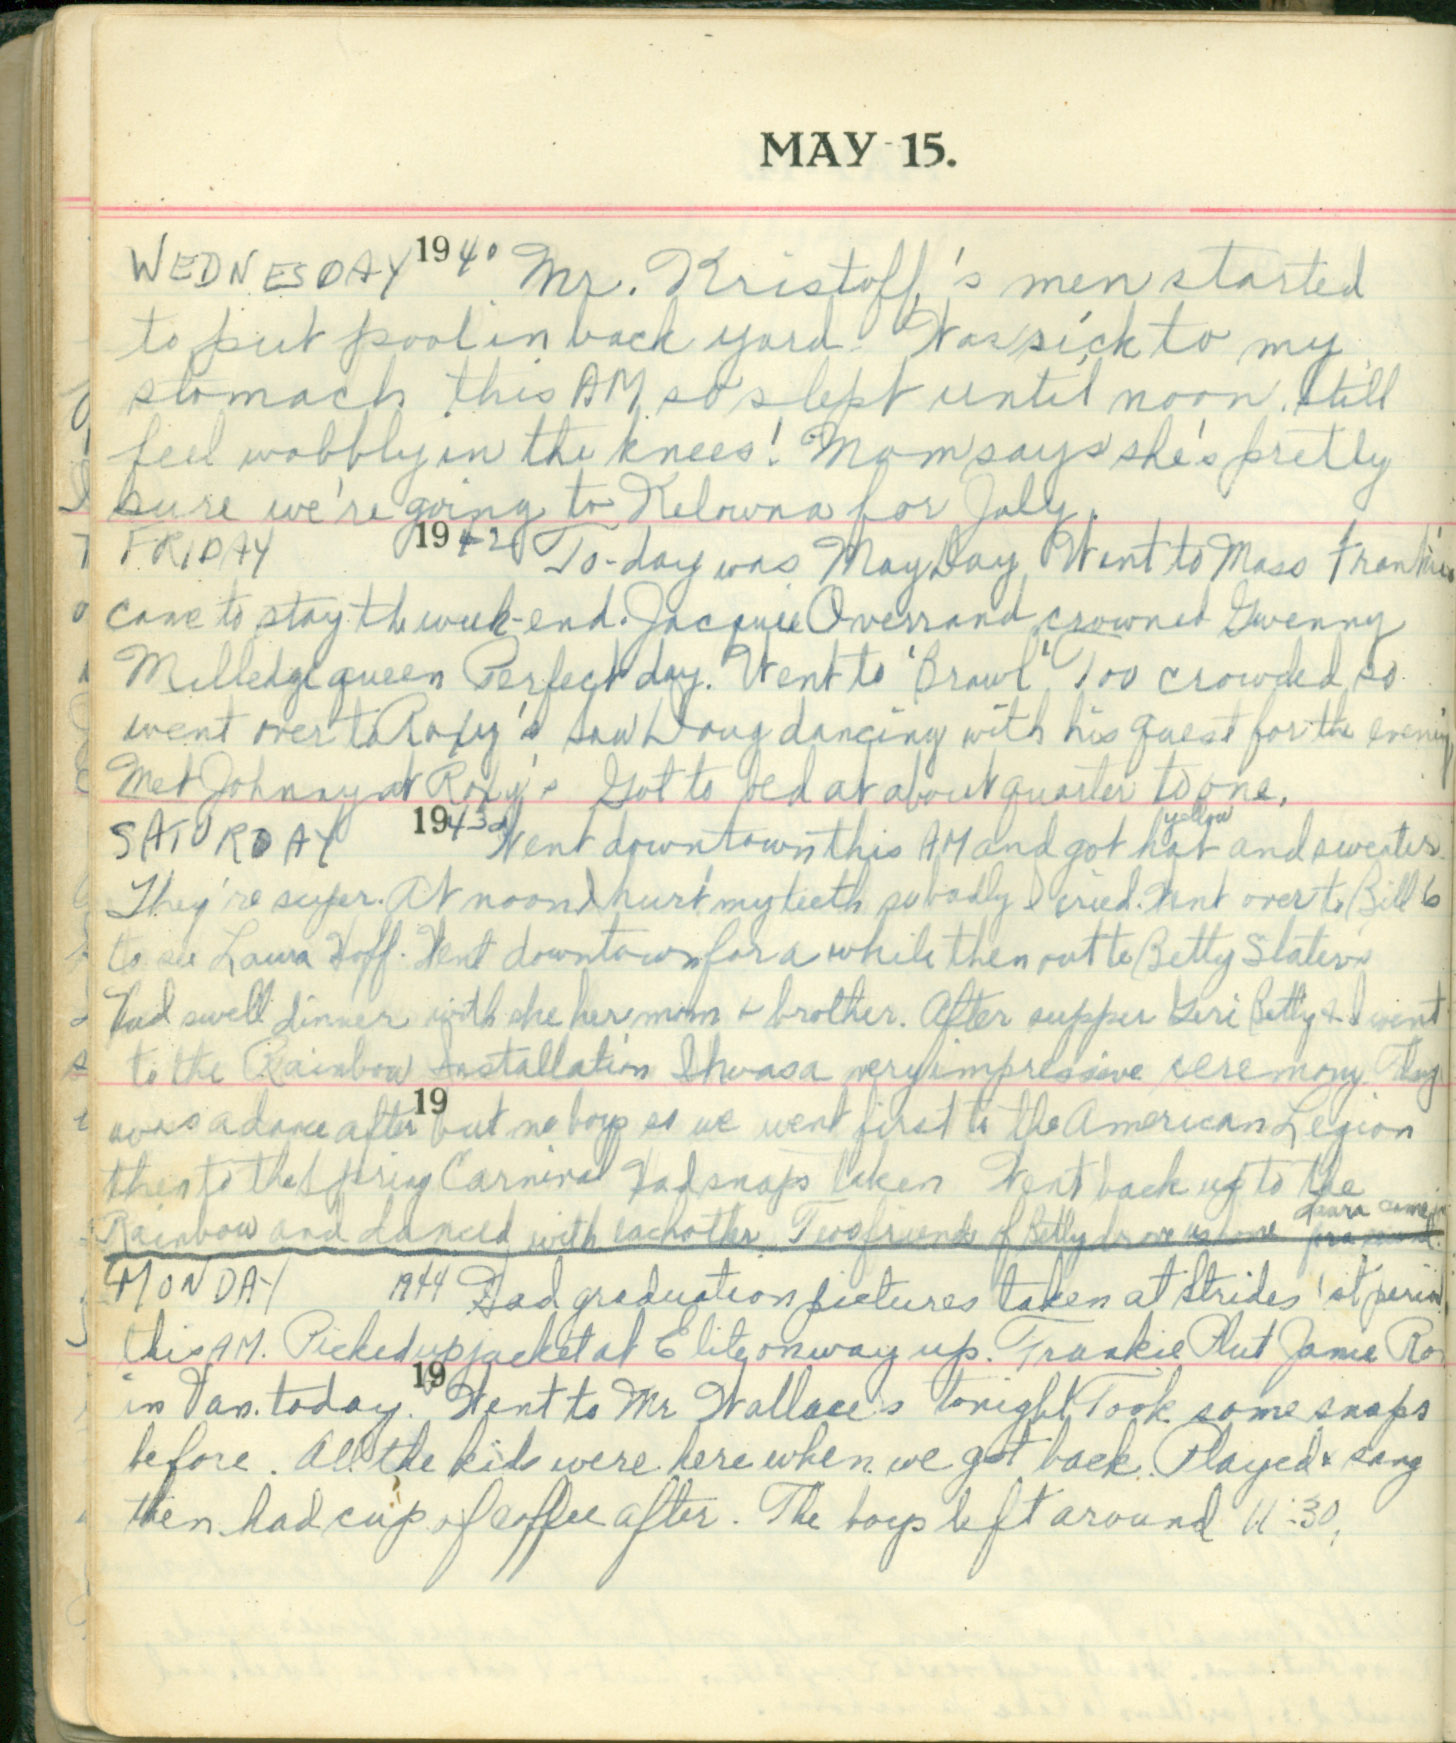 MAY 15.
WEDNESDAY 1940 Mr. Kristoff's men started
to put pool in back yard. Was sick to my
stomach this AM so slept until noon. still
feel wobbly in the knees! Mom says she's pretty
sure we're going to Kelowna for July.
FRIDAY 1942 To-day was May Day. Went to Mass Frankie
came to stay the week-end. Jacquie Overrand crowned Gwenny
Milledge queen Perfect day. Went to 'Brawl' Too crowded so
went over to Roxy's saw Doug dancing with his guest for the evening
Met Johnny at Roxy's Got to bed at about quarter to one.
SATURDAY 1943 Went downtown this AM and got yellow hat and sweater
They're super. At noon I hurt my teeth so badly I cried. Went over to Bill's
to see Laura Hoff. Went downtown for a while then out to Betty Slaters
Had swell dinner with she her mom & brother. After supper Geri Betty & I went
to the Rainbow Installation It was a very impressive ceremony.
was a dance after 19 but no boys so we went first to the American Legion
then to the Spring Carnival Had snaps taken Went back up to the
Rainbow and danced with eachother Two friends of Betty drove us home Laura came in
MONDAY 1944 Had graduation pictures taken at Strides 1st period
this AM. Picked up jacket at Elite on way up. Frankie Jamie
in Van. today. 19 Went to Mr Wallace's tonight Took some snaps
before. All the kids were here when we got back. Played & sang
then had cup of coffee after. The boys left around 11:30.